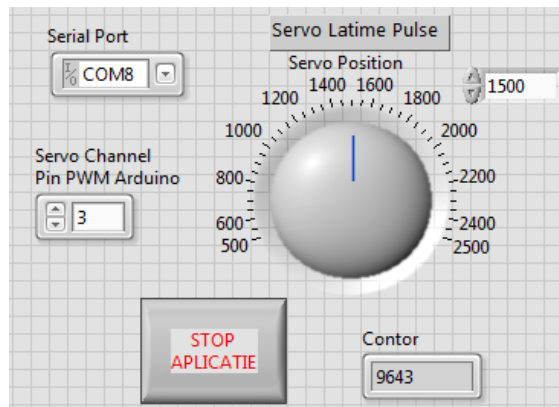 Servo Latime Pulse
Serial Port
COM8
Servo Position
1500
1400 1600
1200 1800
1000 2000
800 2200
600 2400
500 2500
Servo Channel
Pin PWM Arduino
3
STOP
APLICATIE
Contor
9643